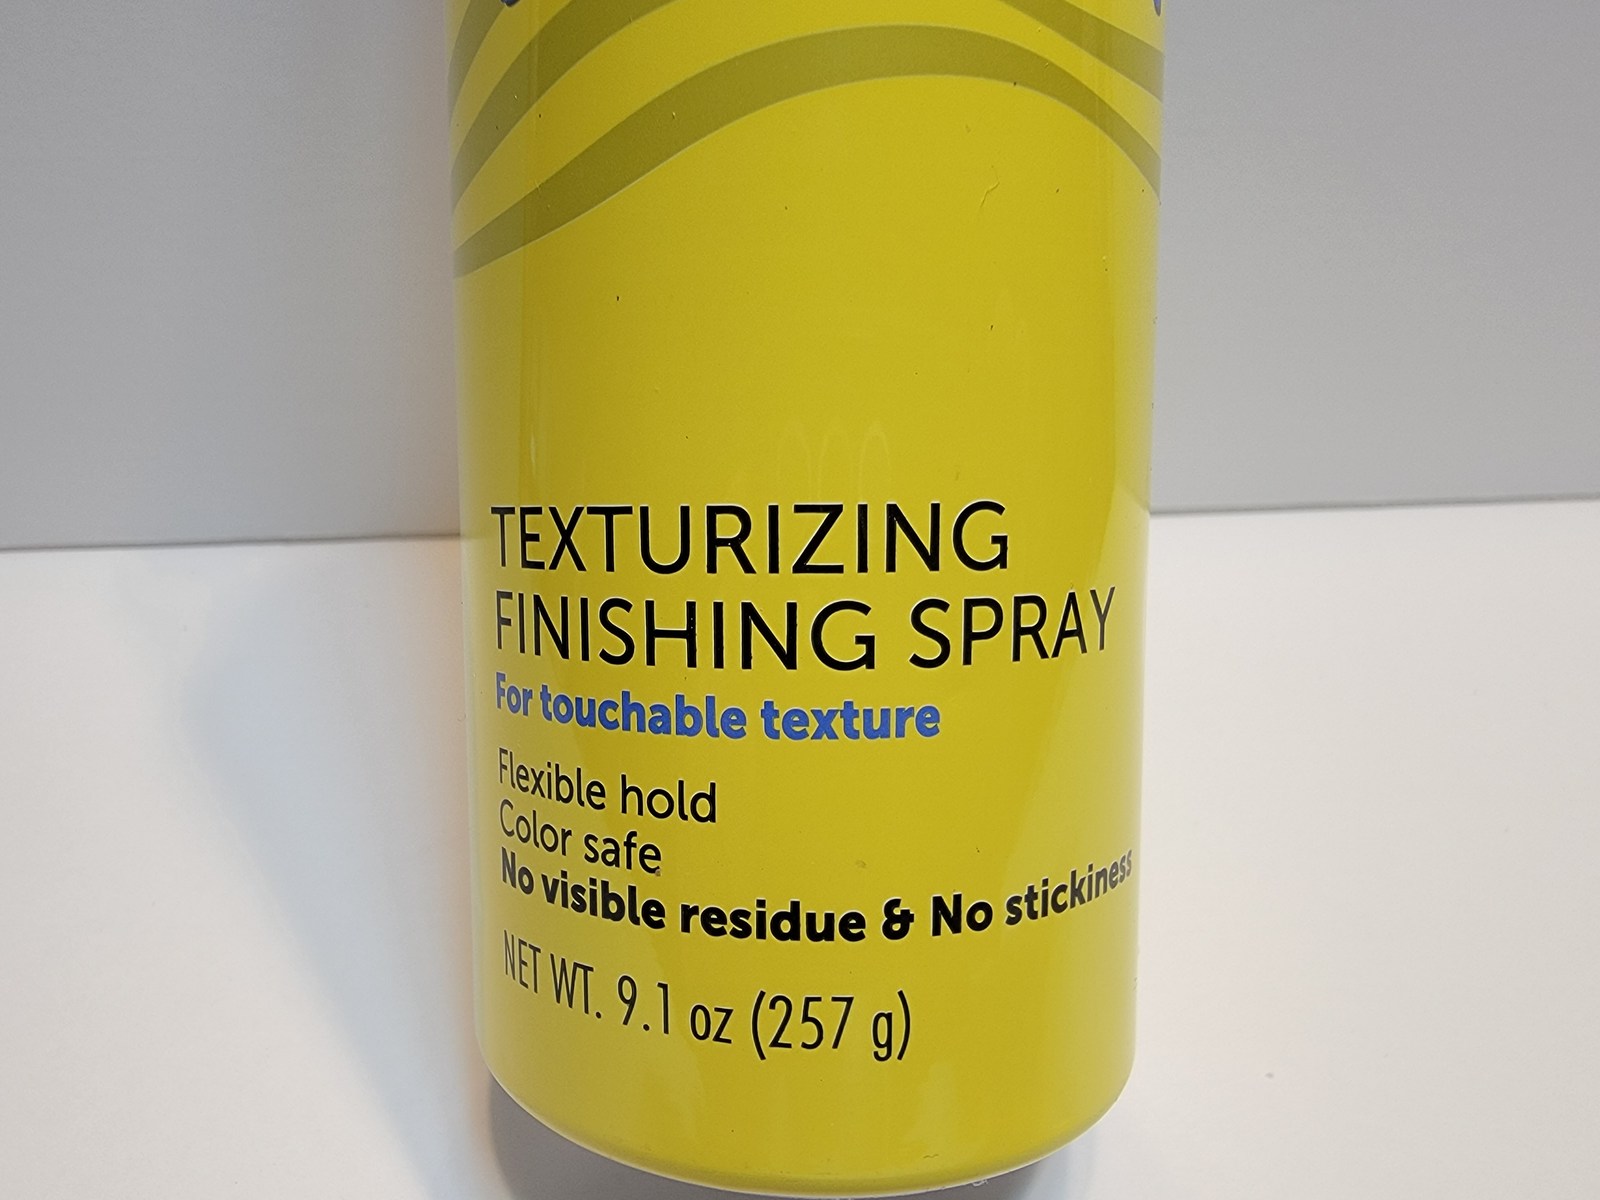 TEXTURIZING
FINISHING SPRAY
For touchable texture
Flexible hold
Color safe
No visible residue & No stickiness
NET WT. 9.1 oz (257 g)